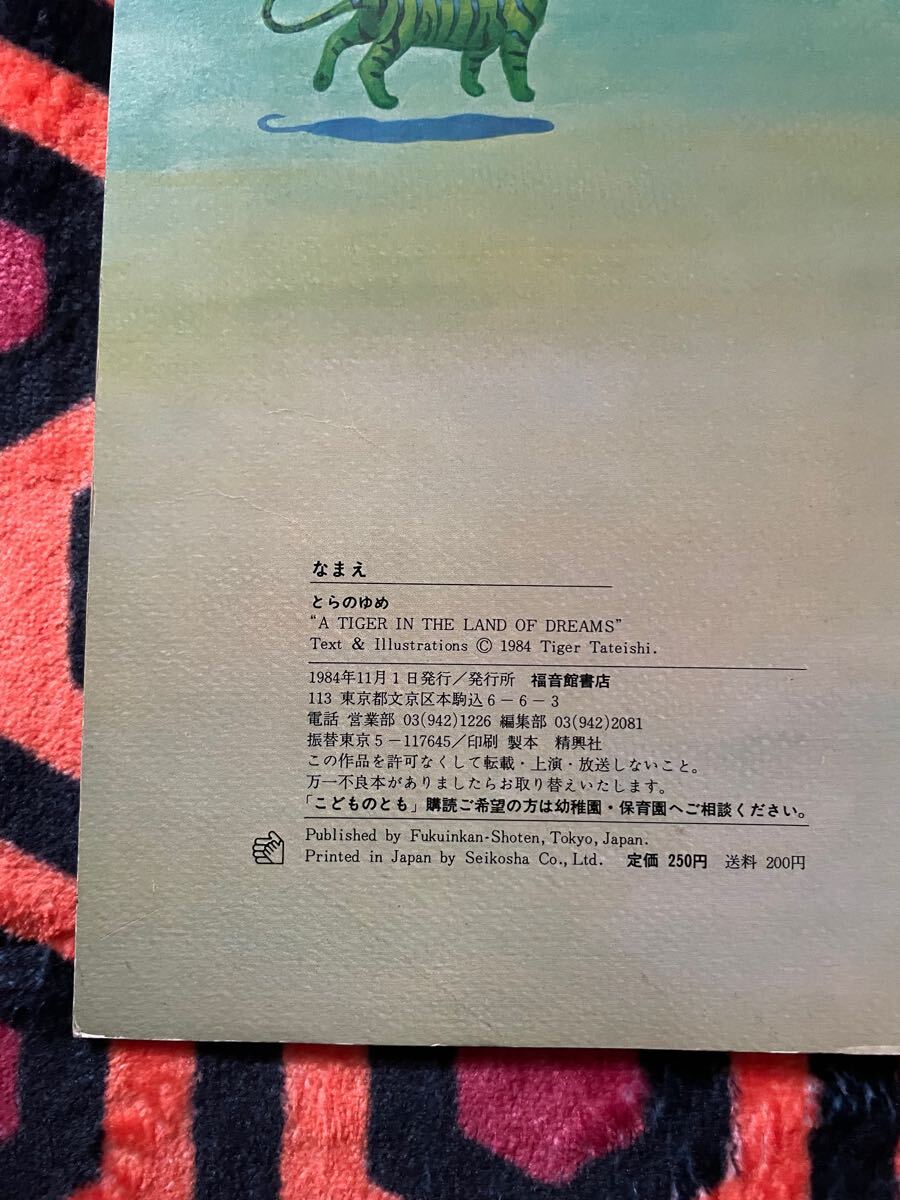 なまえ
とらのゆめ
“A TIGER IN THE LAND OF DREAMS”
Text & Illustrations © 1984 Tiger Tateishi.
1984年11月1日発行／発行所 福音館書店
113 東京都文京区本駒込6－6－3
電話 営業部 03(942)1226 編集部 03(942)2081
振替東京5－117645／印刷 製本 精興社
この作品を許可なくして転載・上演・放送しないこと。
万一不良本がありましたらお取り替えいたします。
「こどものとも」購読ご希望の方は幼稚園・保育園へご相談ください。
Published by Fukuinkan-Shoten, Tokyo, Japan.
Printed in Japan by Seikosha Co., Ltd. 定価 250円 送料 200円